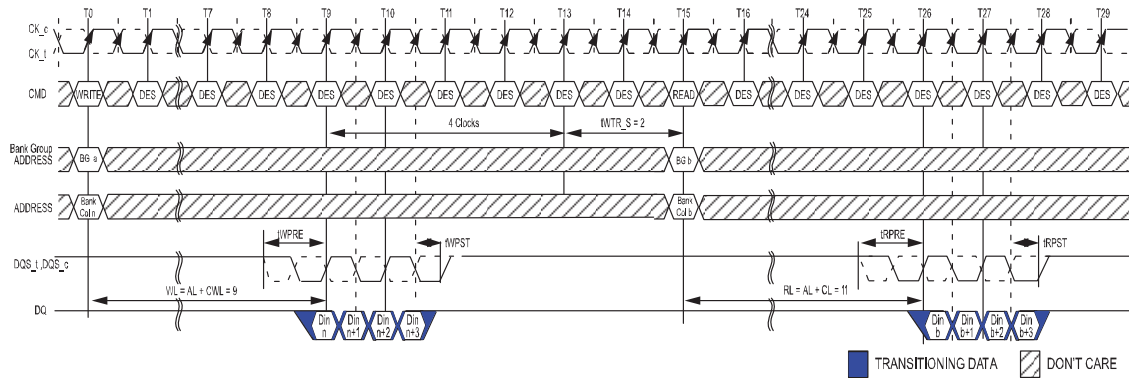 T0 T1 T7 T8 T9 T10 T11 T12 T13 T14 T15 T16 T24 T25 T26 T27 T28 T29
CK_c
CK_t
CMD WRITE DES DES DES DES DES DES DES DES DES READ DES DES DES DES DES DES DES
4 Clocks tWTR_S = 2
Bank Group
ADDRESS BG a BG b
ADDRESS Bank Col n Bank Col b
tWPRE tWPST tRPRE tRPST
DQS_t ,DQS_c
WL = AL + CWL = 9 RL = AL + CL = 11
DQ Din n Din n+1 Din n+2 Din n+3 Din b Din b+1 Din b+2 Din b+3
TRANSITIONING DATA DON'T CARE